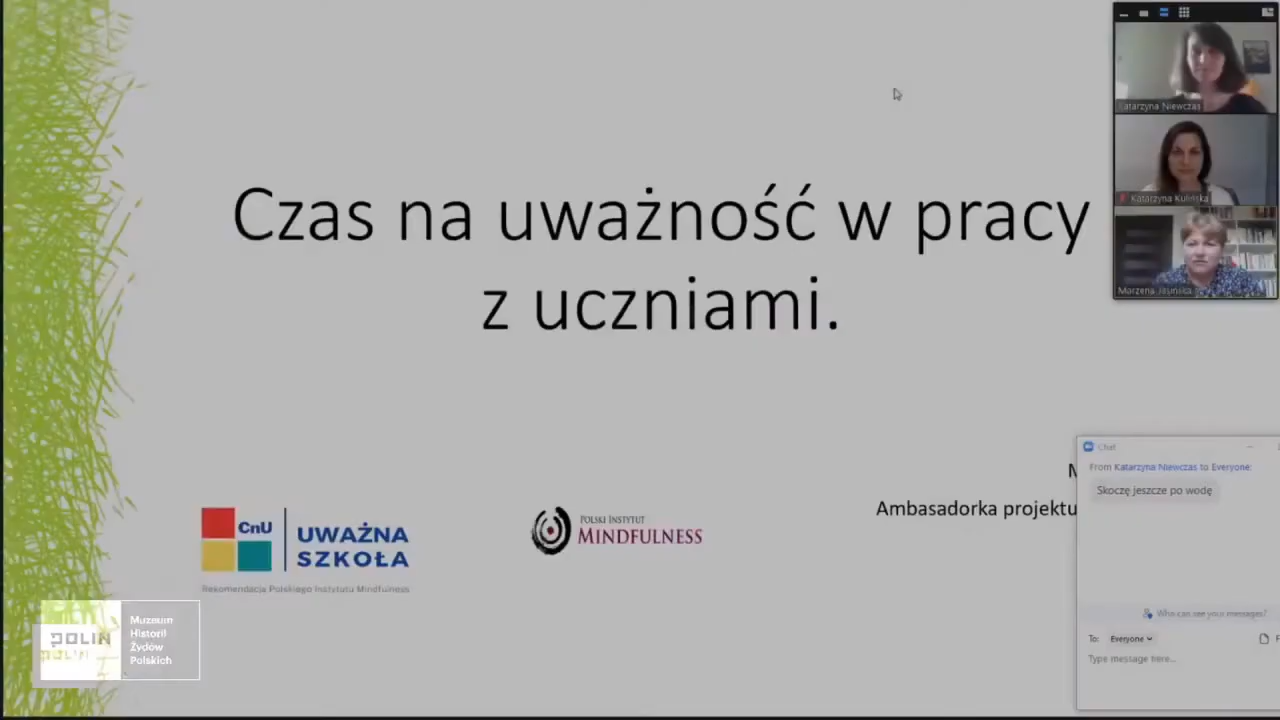 Czas na uważność w pracy
z uczniami.
Ambasadorka projektu
CnU
UWAŻNA
SZKOŁA
Rekomendacja Polskiego Instytutu Mindfulness
POLSKI INSTYTUT
MINDFULNESS
POLIN
Muzeum
Historii
Żydów
Polskich
Katarzyna Niewczas
Katarzyna Kulińska
Marzena
Chat
From Katarzyna Niewczas to Everyone:
Skoczę jeszcze po wodę
Who can see your messages?
To: Everyone
Type message here...